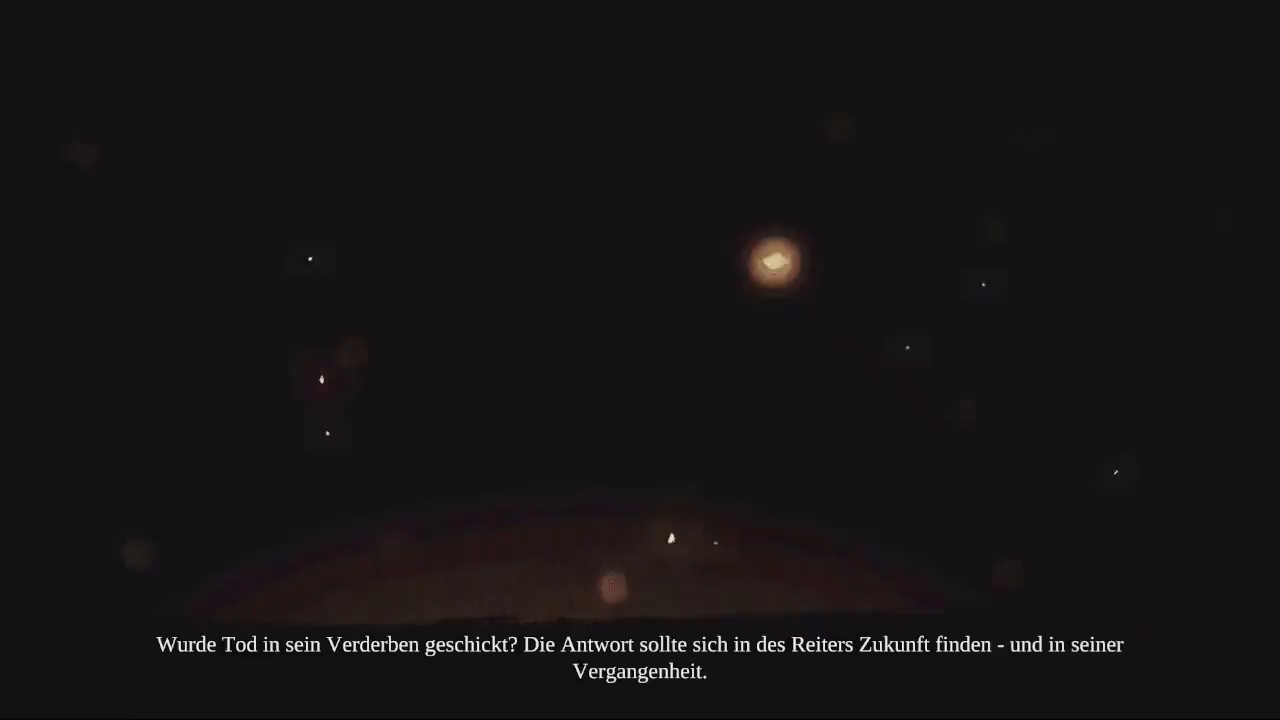 Wurde Tod in sein Verderben geschickt? Die Antwort sollte sich in des Reiters Zukunft finden - und in seiner
Vergangenheit.